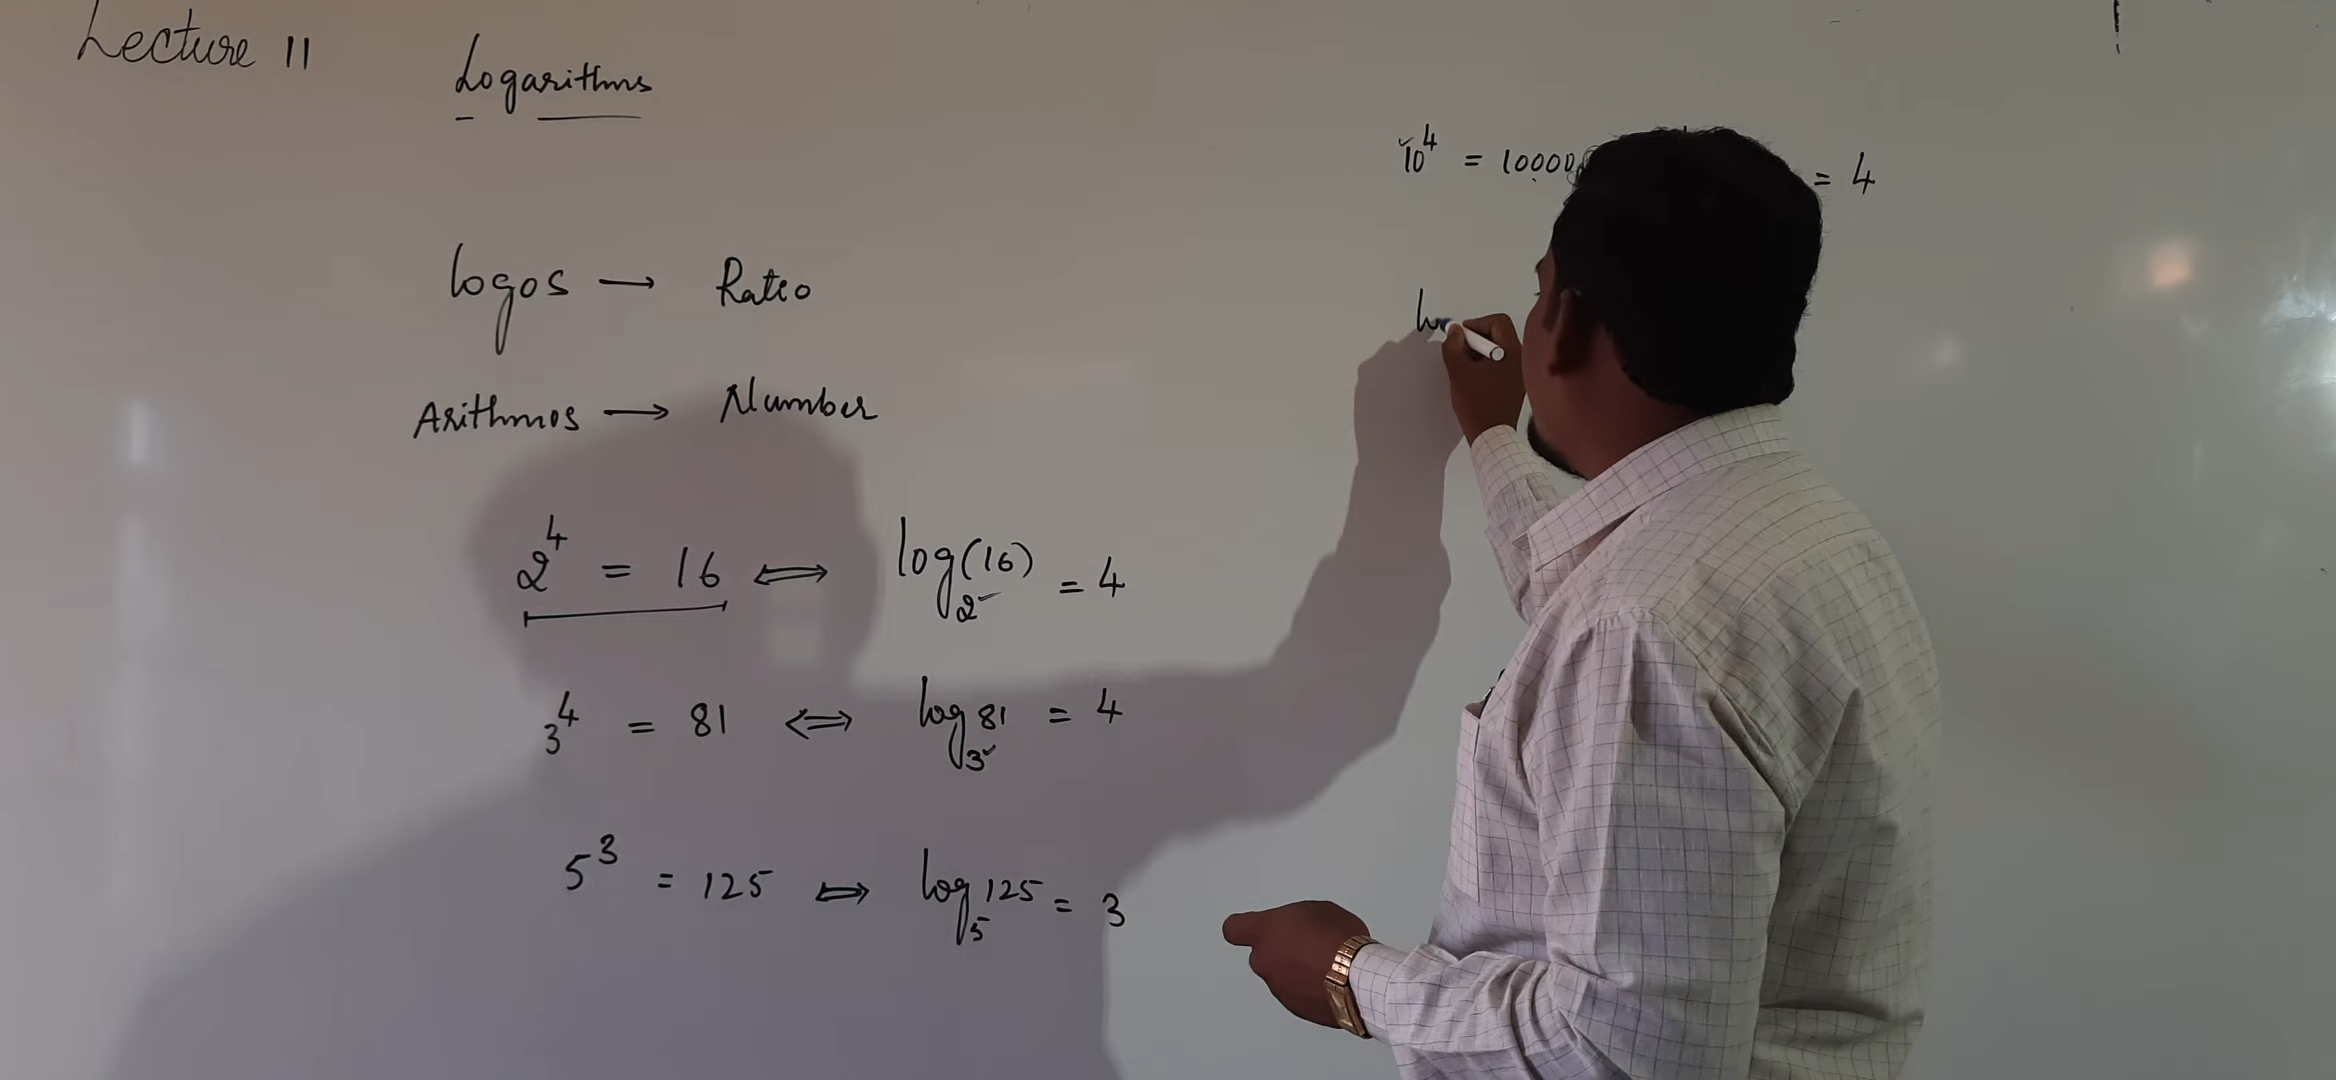 Lecture 11
Logarithms
logos → Ratio
Arithmos → Number
2⁴ = 16 ⟺ log₂(16) = 4
3⁴ = 81 ⟺ log₃ 81 = 4
5³ = 125 ⟺ log₅ 125 = 3
10⁴ = 10000
= 4